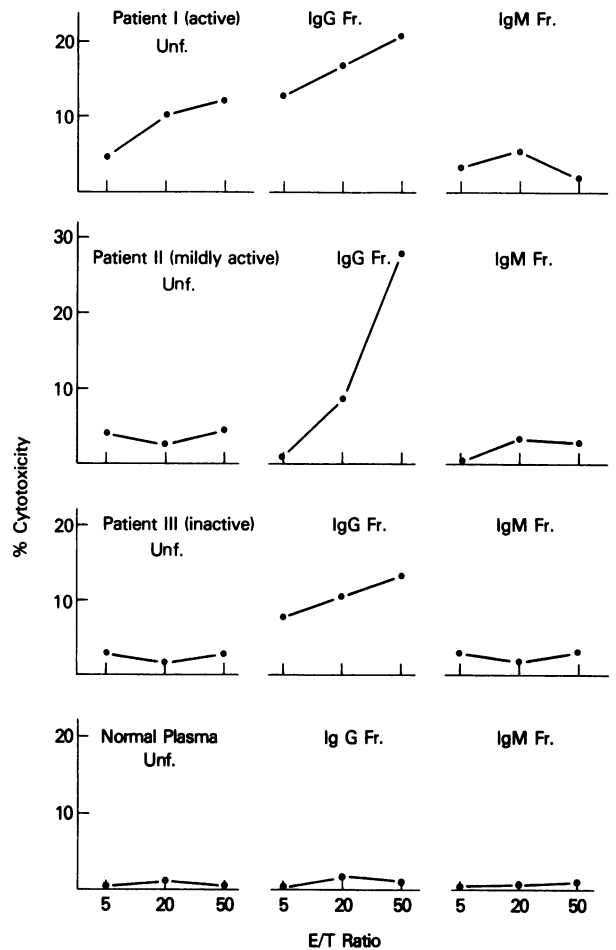 Patient I (active)
Unf.
IgG Fr.
IgM Fr.
20
10
Patient II (mildly active)
Unf.
IgG Fr.
IgM Fr.
30
20
10
Patient III (inactive)
Unf.
IgG Fr.
IgM Fr.
20
10
Normal Plasma
Unf.
Ig G Fr.
IgM Fr.
20
10
5 20 50 5 20 50 5 20 50
E/T Ratio
% Cytotoxicity